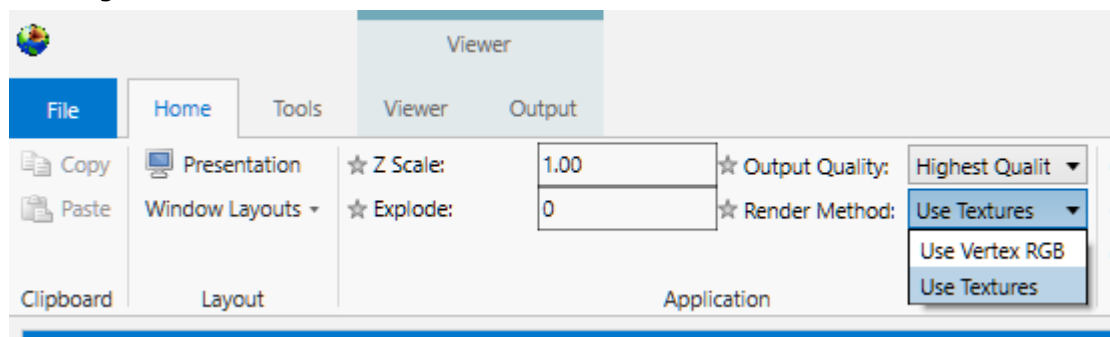 Viewer
File Home Tools Viewer Output
Copy Presentation Z Scale: 1.00 Output Quality: Highest Qualit
Paste Window Layouts Explode: 0 Render Method: Use Textures
Use Vertex RGB
Use Textures
Clipboard Layout Application